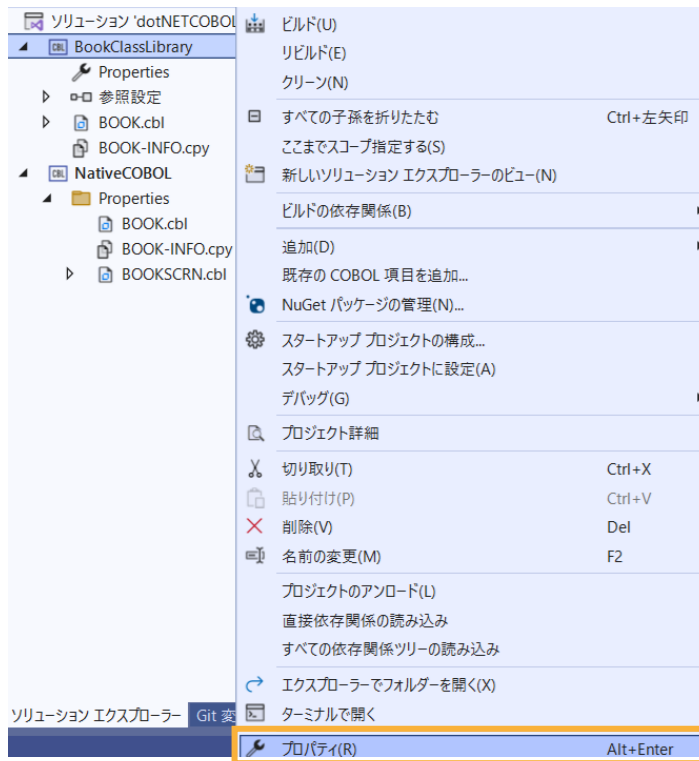 ソリューション 'dotNETCOBOL
BookClassLibrary
Properties
参照設定
BOOK.cbl
BOOK-INFO.cpy
NativeCOBOL
Properties
BOOK.cbl
BOOK-INFO.cpy
BOOKSCRN.cbl
ソリューション エクスプローラー Git 変
ビルド(U)
リビルド(E)
クリーン(N)
すべての子孫を折りたたむ Ctrl+左矢印
ここまでスコープ指定する(S)
新しいソリューション エクスプローラーのビュー(N)
ビルドの依存関係(B)
追加(D)
既存の COBOL 項目を追加...
NuGet パッケージの管理(N)...
スタートアップ プロジェクトの構成...
スタートアップ プロジェクトに設定(A)
デバッグ(G)
プロジェクト詳細
切り取り(T) Ctrl+X
貼り付け(P) Ctrl+V
削除(V) Del
名前の変更(M) F2
プロジェクトのアンロード(L)
直接依存関係の読み込み
すべての依存関係ツリーの読み込み
エクスプローラーでフォルダーを開く(X)
ターミナルで開く
プロパティ(R) Alt+Enter